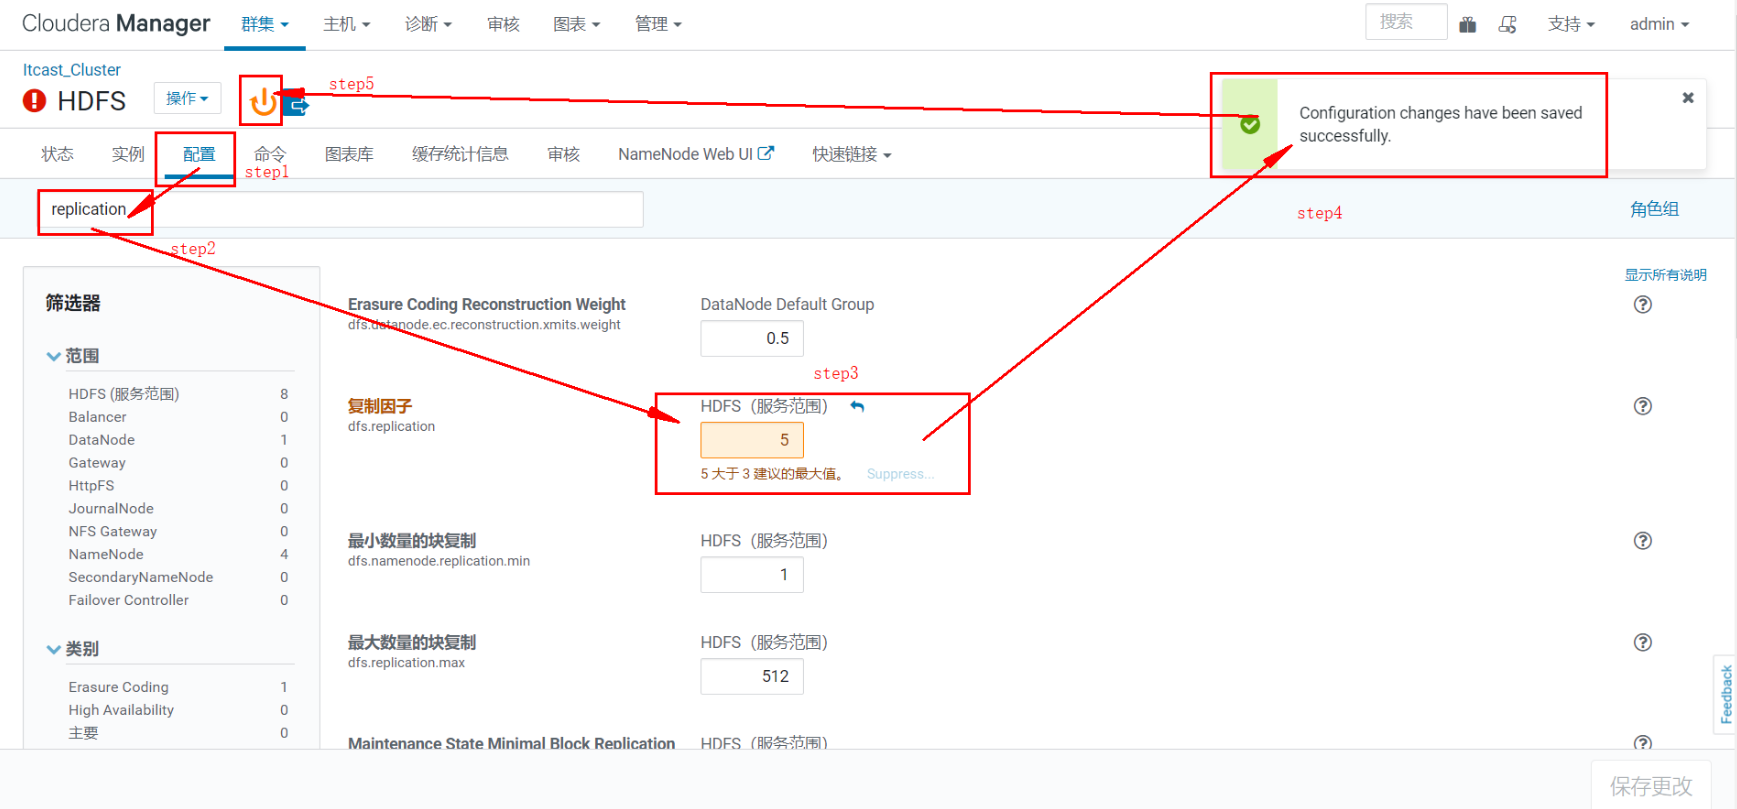 Cloudera Manager 群集 主机 诊断 审核 图表 管理 搜索 支持 admin
Itcast_Cluster
HDFS 操作 step5
Configuration changes have been saved
successfully.
状态 实例 配置 命令 图表库 缓存统计信息 审核 NameNode Web UI 快速链接
step1
replication
step4
角色组
step2
显示所有说明
筛选器
范围
HDFS (服务范围) 8
Balancer 0
DataNode 1
Gateway 0
HttpFS 0
JournalNode 0
NFS Gateway 0
NameNode 4
SecondaryNameNode 0
Failover Controller 0
类别
Erasure Coding 1
High Availability 0
主要 0
Erasure Coding Reconstruction Weight DataNode Default Group
dfs.datanode.ec.reconstruction.xmits.weight
0.5
step3
复制因子 HDFS（服务范围）
dfs.replication
5
5 大于 3 建议的最大值。 Suppress...
最小数量的块复制 HDFS（服务范围）
dfs.namenode.replication.min
1
最大数量的块复制 HDFS（服务范围）
dfs.replication.max
512
Maintenance State Minimal Block Replication HDFS（服务范围）
Feedback
保存更改